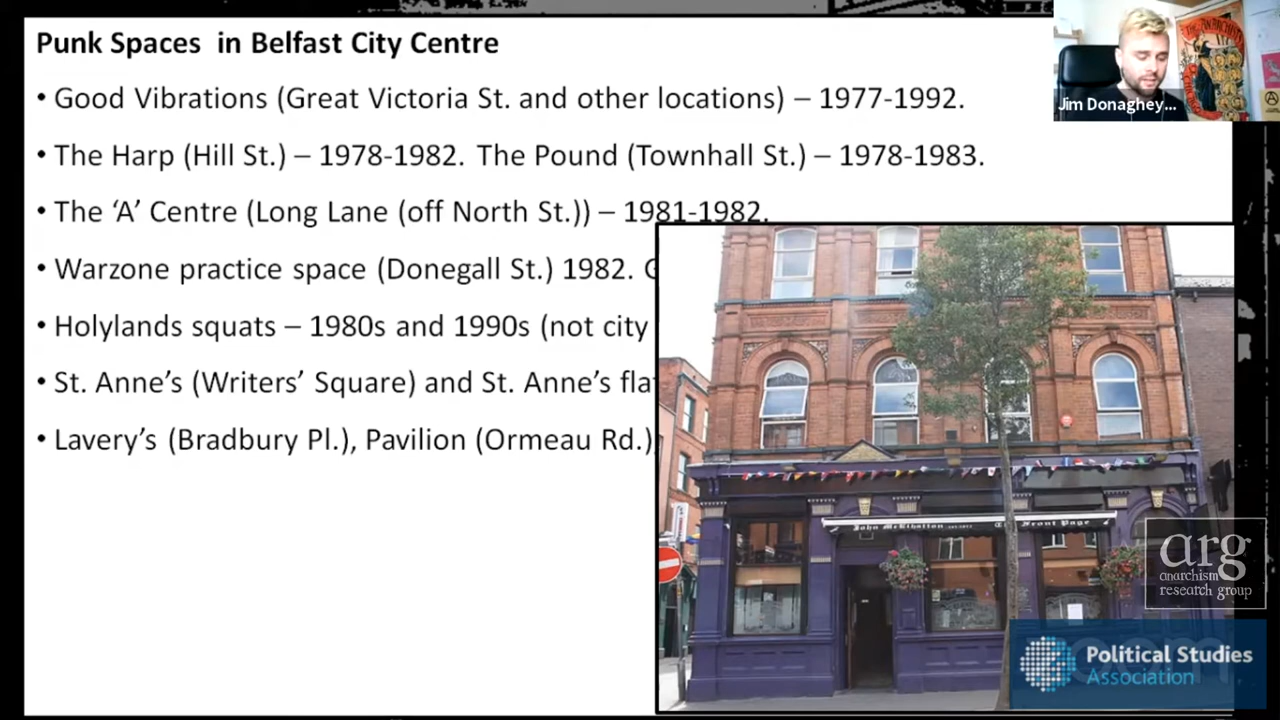 Punk Spaces in Belfast City Centre
• Good Vibrations (Great Victoria St. and other locations) – 1977-1992.
• The Harp (Hill St.) – 1978-1982. The Pound (Townhall St.) – 1978-1983.
• The ‘A’ Centre (Long Lane (off North St.)) – 1981-1982.
• Warzone practice space (Donegall St.) 1982.
• Holylands squats – 1980s and 1990s (not city
• St. Anne’s (Writers’ Square) and St. Anne’s
• Lavery’s (Bradbury Pl.), Pavilion (Ormeau Rd.)
Jim Donaghey...
Front Page
arg
anarchism
research group
Political Studies
Association